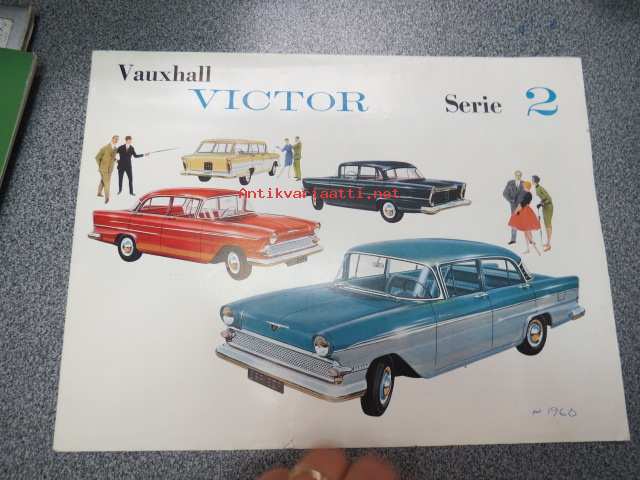 Vauxhall
VICTOR Serie 2
Antikvariaatti.net
~ 1960